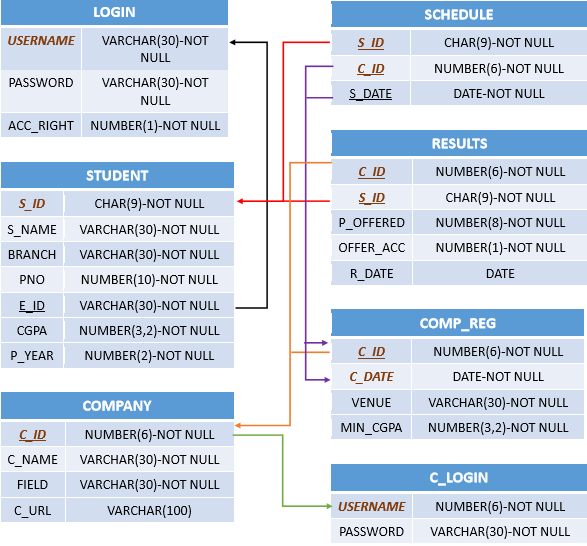 LOGIN
USERNAME VARCHAR(30)-NOT
NULL
PASSWORD VARCHAR(30)-NOT
NULL
ACC_RIGHT NUMBER(1)-NOT NULL
STUDENT
S_ID CHAR(9)-NOT NULL
S_NAME VARCHAR(30)-NOT NULL
BRANCH VARCHAR(30)-NOT NULL
PNO NUMBER(10)-NOT NULL
E_ID VARCHAR(30)-NOT NULL
CGPA NUMBER(3,2)-NOT NULL
P_YEAR NUMBER(2)-NOT NULL
COMPANY
C_ID NUMBER(6)-NOT NULL
C_NAME VARCHAR(30)-NOT NULL
FIELD VARCHAR(30)-NOT NULL
C_URL VARCHAR(100)
SCHEDULE
S_ID CHAR(9)-NOT NULL
C_ID NUMBER(6)-NOT NULL
S_DATE DATE-NOT NULL
RESULTS
C_ID NUMBER(6)-NOT NULL
S_ID CHAR(9)-NOT NULL
P_OFFERED NUMBER(8)-NOT NULL
OFFER_ACC NUMBER(1)-NOT NULL
R_DATE DATE
COMP_REG
C_ID NUMBER(6)-NOT NULL
C_DATE DATE-NOT NULL
VENUE VARCHAR(30)-NOT NULL
MIN_CGPA NUMBER(3,2)-NOT NULL
C_LOGIN
USERNAME NUMBER(6)-NOT NULL
PASSWORD VARCHAR(30)-NOT NULL